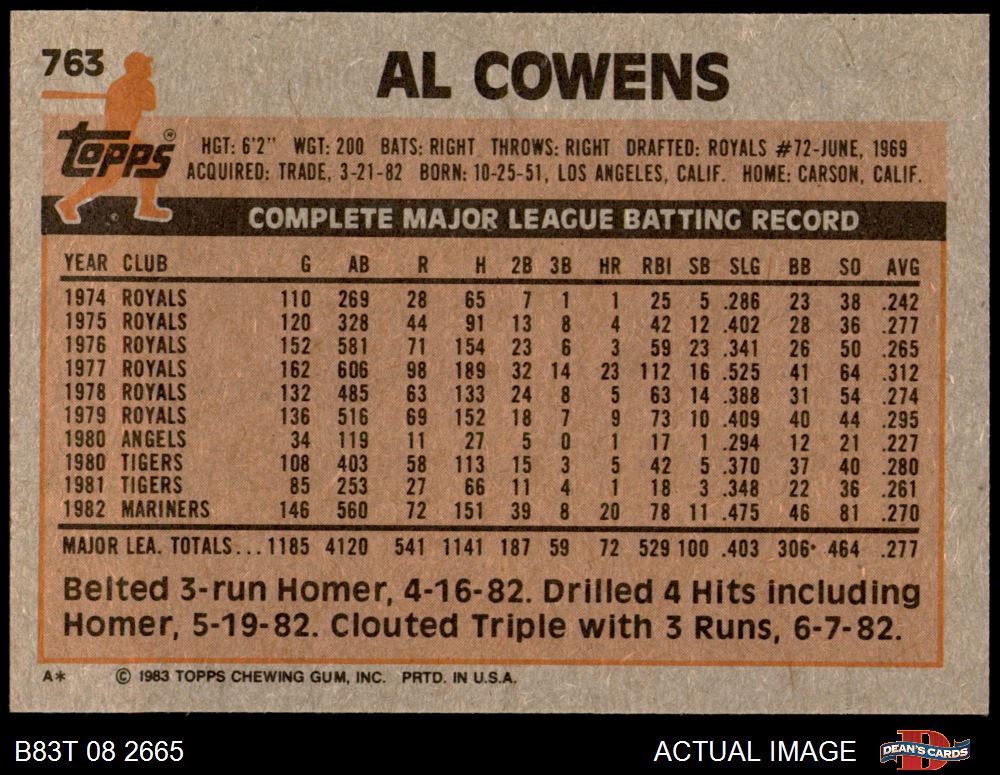 763
AL COWENS
topps®
HGT: 6'2" WGT: 200 BATS: RIGHT THROWS: RIGHT DRAFTED: ROYALS #72-JUNE, 1969
ACQUIRED: TRADE, 3-21-82 BORN: 10-25-51, LOS ANGELES, CALIF. HOME: CARSON, CALIF.
COMPLETE MAJOR LEAGUE BATTING RECORD
YEAR CLUB G AB R H 2B 3B HR RBI SB SLG BB SO AVG
1974 ROYALS 110 269 28 65 7 1 1 25 5 .286 23 38 .242
1975 ROYALS 120 328 44 91 13 8 4 42 12 .402 28 36 .277
1976 ROYALS 152 581 71 154 23 6 3 59 23 .341 26 50 .265
1977 ROYALS 162 606 98 189 32 14 23 112 16 .525 41 64 .312
1978 ROYALS 132 485 63 133 24 8 5 63 14 .388 31 54 .274
1979 ROYALS 136 516 69 152 18 7 9 73 10 .409 40 44 .295
1980 ANGELS 34 119 11 27 5 0 1 17 1 .294 12 21 .227
1980 TIGERS 108 403 58 113 15 3 5 42 5 .370 37 40 .280
1981 TIGERS 85 253 27 66 11 4 1 18 3 .348 22 36 .261
1982 MARINERS 146 560 72 151 39 8 20 78 11 .475 46 81 .270
MAJOR LEA. TOTALS...1185 4120 541 1141 187 59 72 529 100 .403 306• 464 .277
Belted 3-run Homer, 4-16-82. Drilled 4 Hits including
Homer, 5-19-82. Clouted Triple with 3 Runs, 6-7-82.
A* © 1983 TOPPS CHEWING GUM, INC. PRTD. IN U.S.A.
B83T 08 2665 ACTUAL IMAGE DEAN'S CARDS